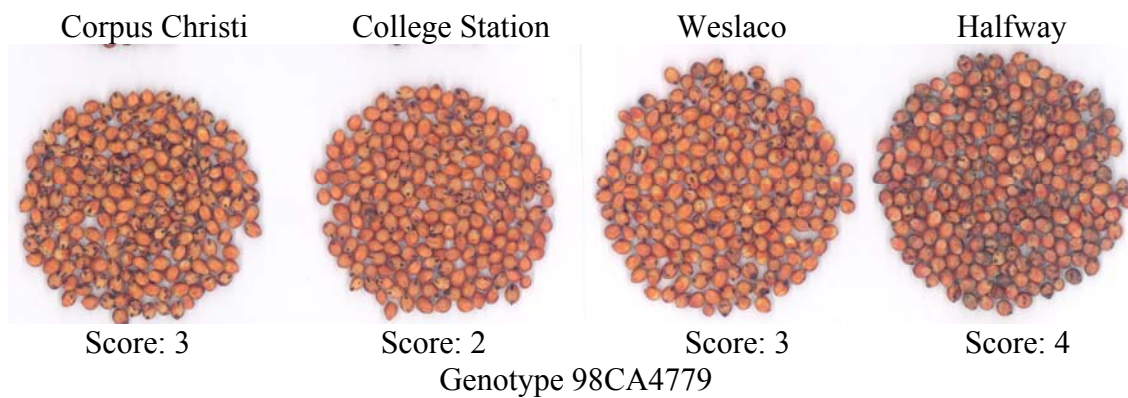 Corpus Christi College Station Weslaco Halfway
Score: 3 Score: 2 Score: 3 Score: 4
Genotype 98CA4779